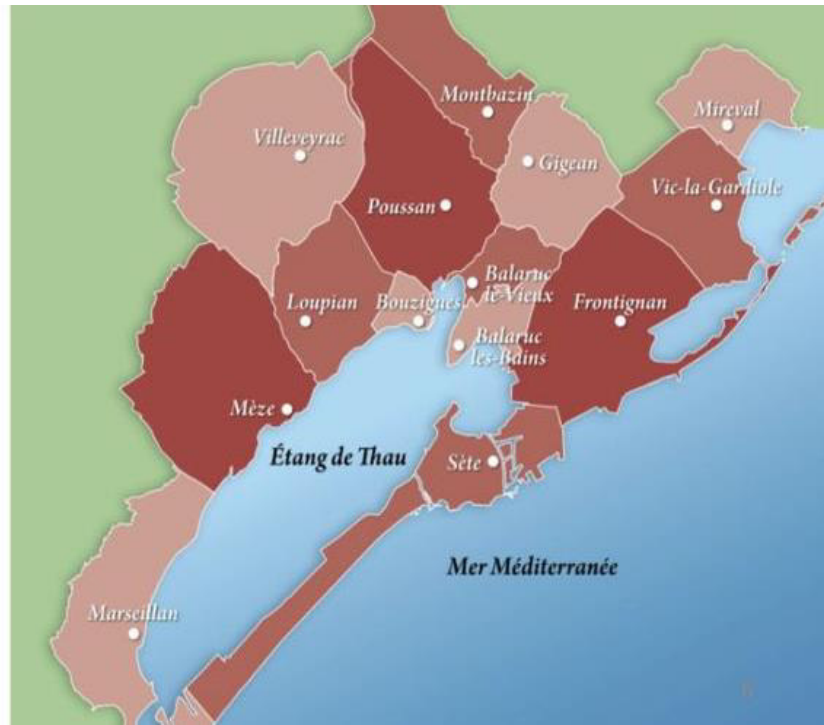 Montbazin
Mireval
Villeveyrac
Gigean
Vic-la-Gardiole
Poussan
Balaruc
le-Vieux
Loupian
Bouzigues
Frontignan
Balaruc
les-Bains
Mèze
Étang de Thau
Sète
Mer Méditerranée
Marseillan